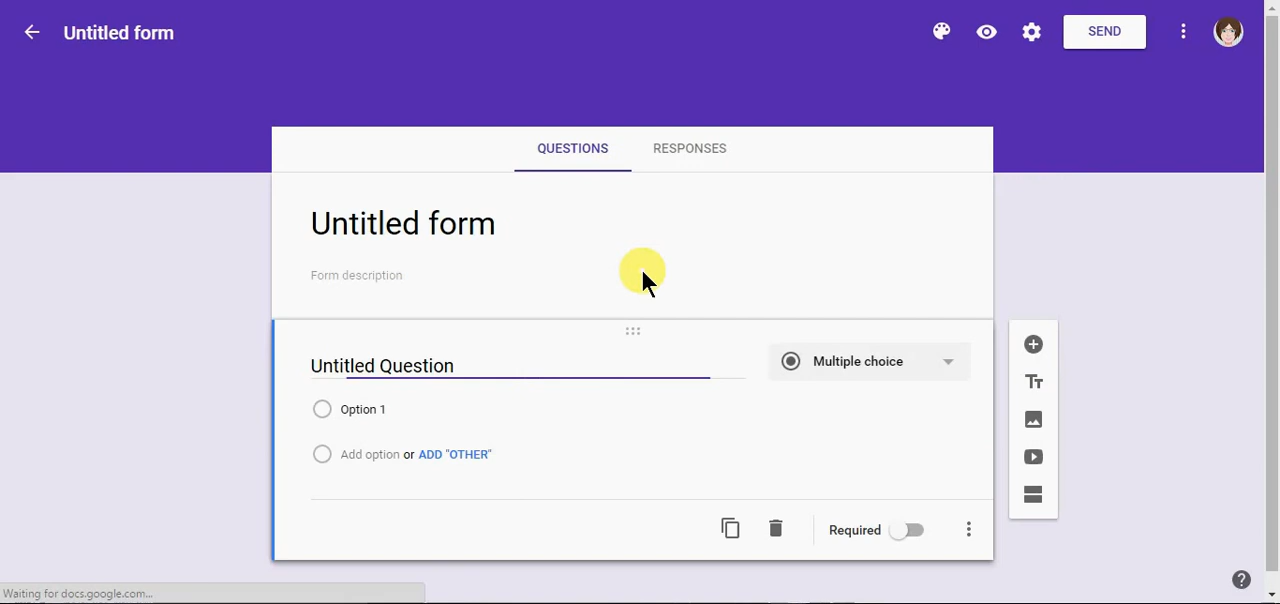 Untitled form
SEND
QUESTIONS RESPONSES
Untitled form
Form description
Untitled Question
Multiple choice
Option 1
Add option or ADD "OTHER"
Required
Waiting for docs.google.com...